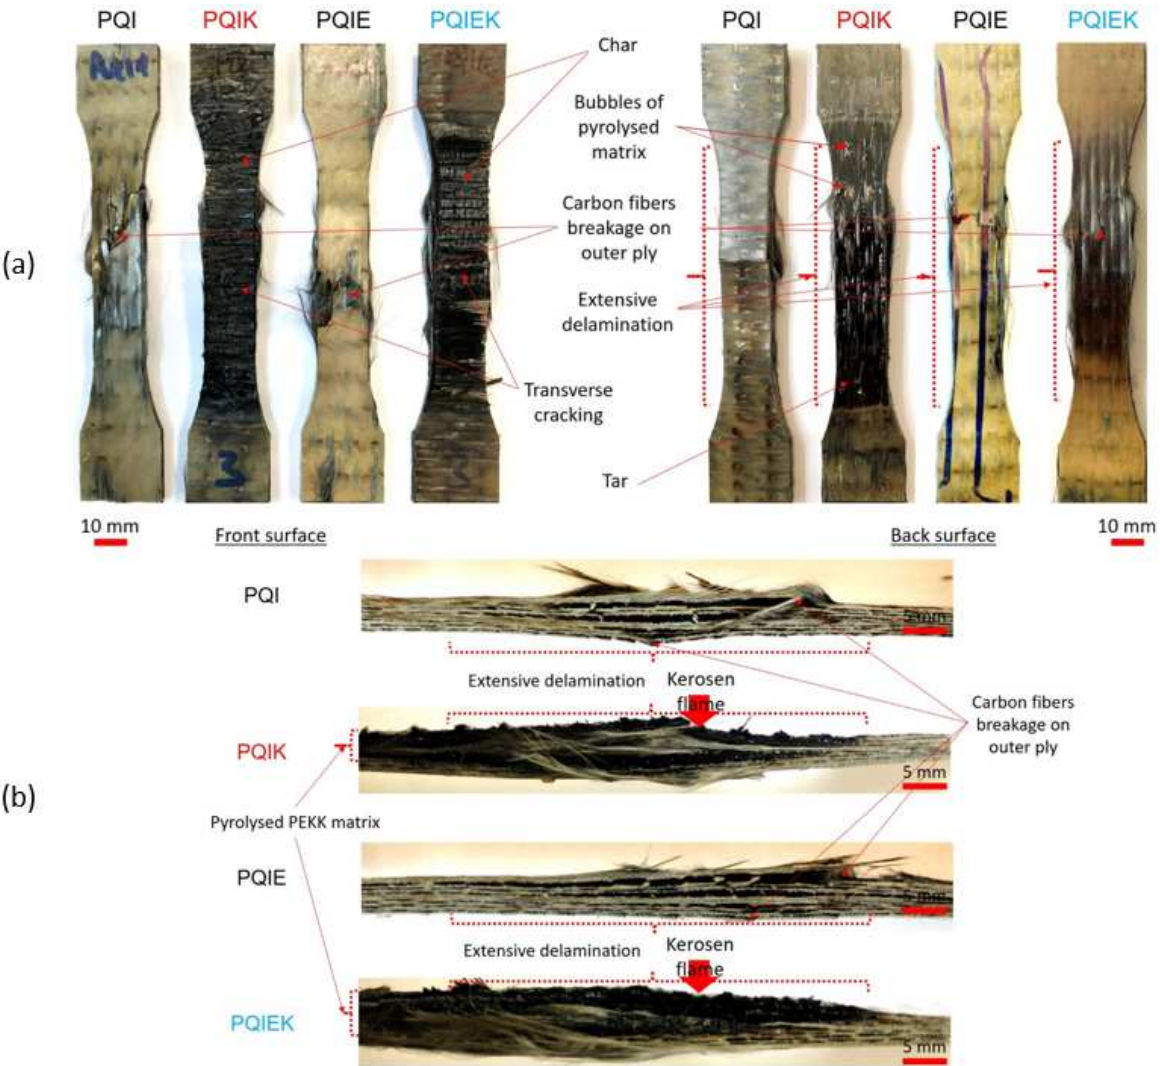 PQI PQIK PQIE PQIEK PQI PQIK PQIE PQIEK
Char
Bubbles of
pyrolysed
matrix
Carbon fibers
breakage on
outer ply
(a)
Extensive
delamination
Transverse
cracking
Tar
3
10 mm
Front surface
Back surface
10 mm
PQI
5 mm
Extensive delamination
Kerosen
flame
Carbon fibers
breakage on
outer ply
PQIK
5 mm
(b)
Pyrolysed PEKK matrix
PQIE
5 mm
Extensive delamination
Kerosen
flame
PQIEK
5 mm